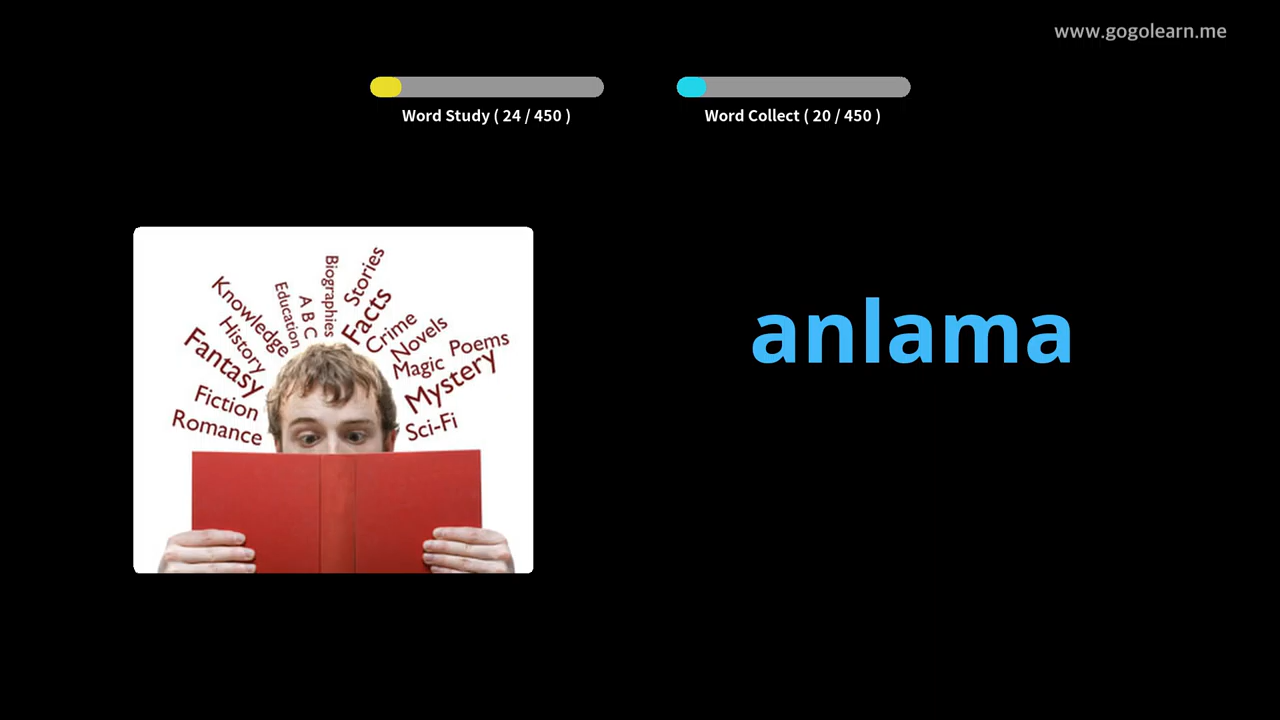 www.gogolearn.me
Word Study ( 24 / 450 )
Word Collect ( 20 / 450 )
Biographies
Stories
Education
A B C
Facts
Knowledge
Crime
History
Novels
Poems
Fantasy
Magic
Mystery
Fiction
Romance
Sci-Fi
anlama